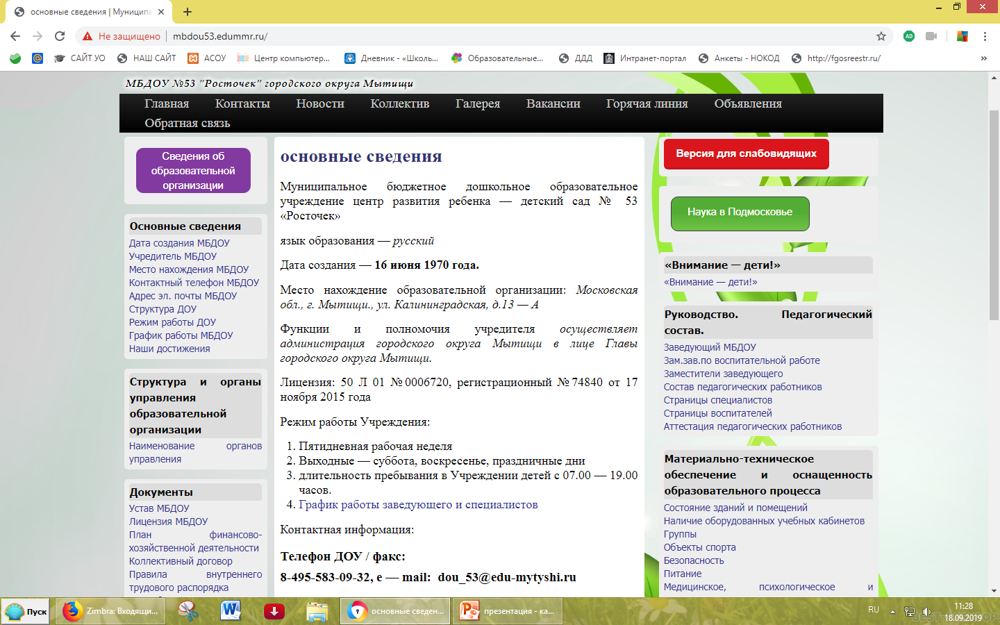 основные сведения | Муниципа
Не защищено
mbdou53.edummr.ru/
САЙТ УО
НАШ САЙТ
АСОУ
Центр компьютер...
Дневник - «Школь...
Образовательные...
ДДД
Интранет-портал
Анкеты - НОКОД
http://fgosreestr.ru/
»
МБДОУ №53 "Росточек" городского округа Мытищи
Главная Контакты Новости Коллектив Галерея Вакансии Горячая линия Объявления
Обратная связь
Сведения об
образовательной
организации
Основные сведения
Дата создания МБДОУ
Учредитель МБДОУ
Место нахождения МБДОУ
Контактный телефон МБДОУ
Адрес эл. почты МБДОУ
Структура ДОУ
Режим работы ДОУ
График работы МБДОУ
Наши достижения
Структура и органы
управления
образовательной
организации
Наименование органов
управления
Документы
Устав МБДОУ
Лицензия МБДОУ
План финансово-
хозяйственной деятельности
Коллективный договор
Правила внутреннего
трудового распорядка
основные сведения
Муниципальное бюджетное дошкольное образовательное
учреждение центр развития ребенка — детский сад № 53
«Росточек»
язык образования — русский
Дата создания — 16 июня 1970 года.
Место нахождение образовательной организации: Московская
обл., г. Мытищи., ул. Калининградская, д.13 — А
Функции и полномочия учредителя осуществляет
администрация городского округа Мытищи в лице Главы
городского округа Мытищи.
Лицензия: 50 Л 01 №0006720, регистрационный №74840 от 17
ноября 2015 года
Режим работы Учреждения:
1. Пятидневная рабочая неделя
2. Выходные — суббота, воскресенье, праздничные дни
3. длительность пребывания в Учреждении детей с 07.00 — 19.00
часов.
4. График работы заведующего и специалистов
Контактная информация:
Телефон ДОУ / факс:
8-495-583-09-32, e — mail: dou_53@edu-mytyshi.ru
Версия для слабовидящих
Наука в Подмосковье
«Внимание — дети!»
«Внимание — дети!»
Руководство. Педагогический
состав.
Заведующий МБДОУ
Зам.зав.по воспитательной работе
Заместители заведующего
Состав педагогических работников
Страницы специалистов
Страницы воспитателей
Аттестация педагогических работников
Материально-техническое
обеспечение и оснащенность
образовательного процесса
Состояние зданий и помещений
Наличие оборудованных учебных кабинетов
Группы
Объекты спорта
Безопасность
Питание
Медицинское, психологическое и
Пуск
Zimbra: Входящи...
основные сведен...
презентация - ка...
RU
11:28
18.09.2019